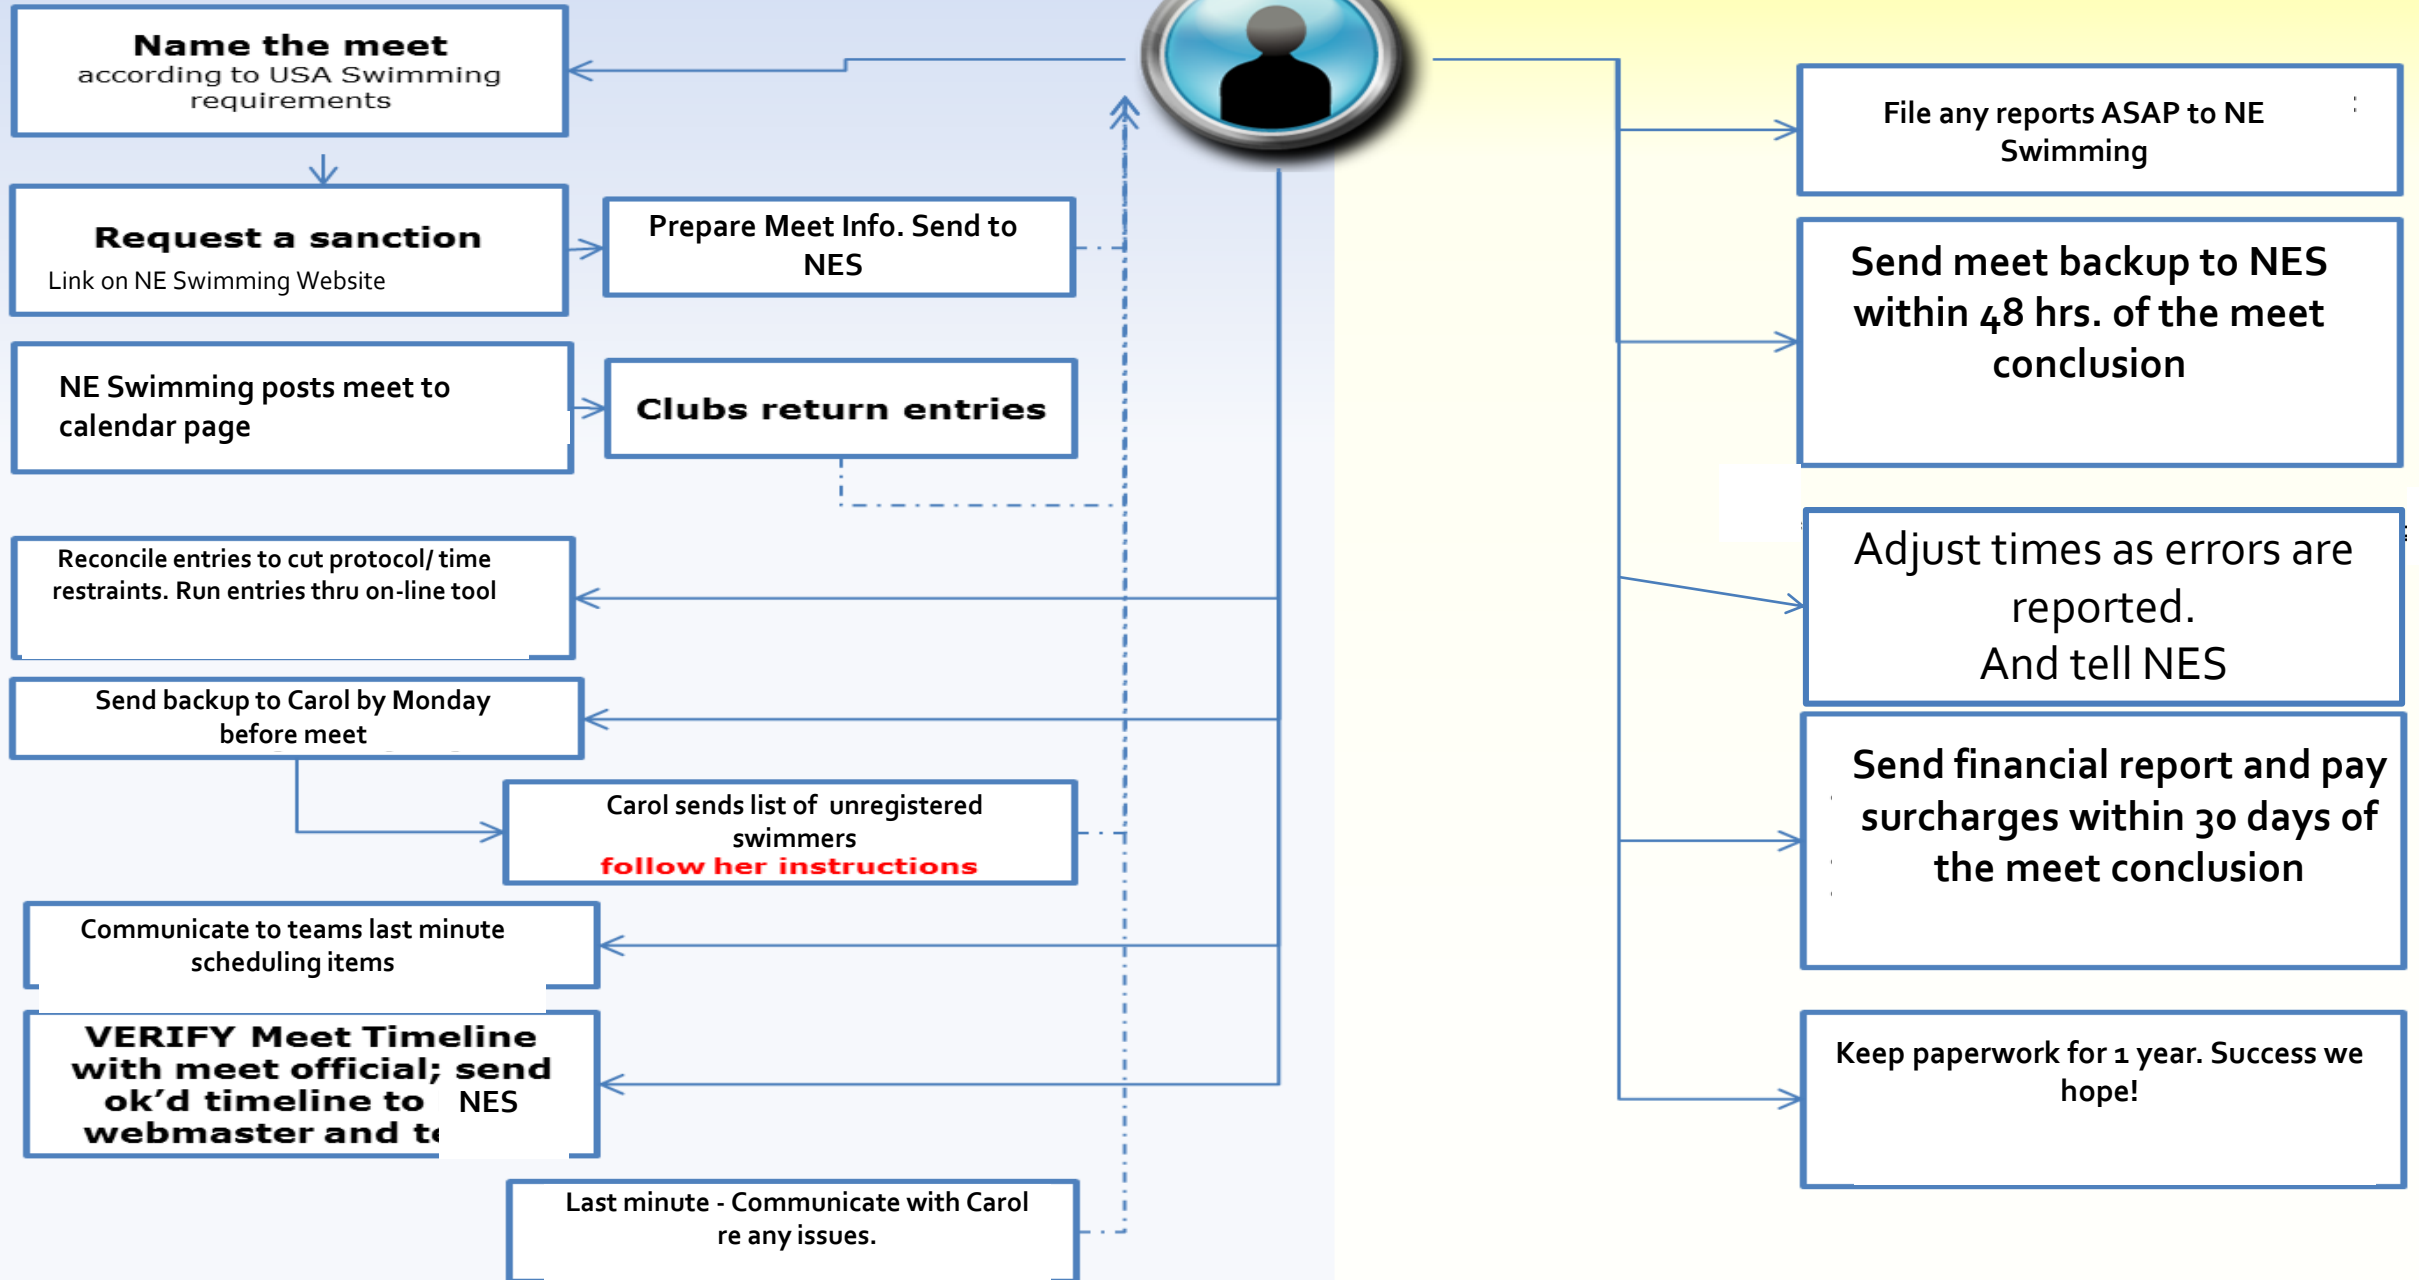 Name the meet
according to USA Swimming
requirements
Request a sanction
Link on NE Swimming Website
Prepare Meet Info. Send to
NES
NE Swimming posts meet to
calendar page
Clubs return entries
Reconcile entries to cut protocol/ time
restraints. Run entries thru on-line tool
Send backup to Carol by Monday
before meet
Carol sends list of unregistered
swimmers
follow her instructions
Communicate to teams last minute
scheduling items
VERIFY Meet Timeline
with meet official; send
ok’d timeline to NES
webmaster and
Last minute - Communicate with Carol
re any issues.
File any reports ASAP to NE
Swimming
Send meet backup to NES
within 48 hrs. of the meet
conclusion
Adjust times as errors are
reported.
And tell NES
Send financial report and pay
surcharges within 30 days of
the meet conclusion
Keep paperwork for 1 year. Success we
hope!